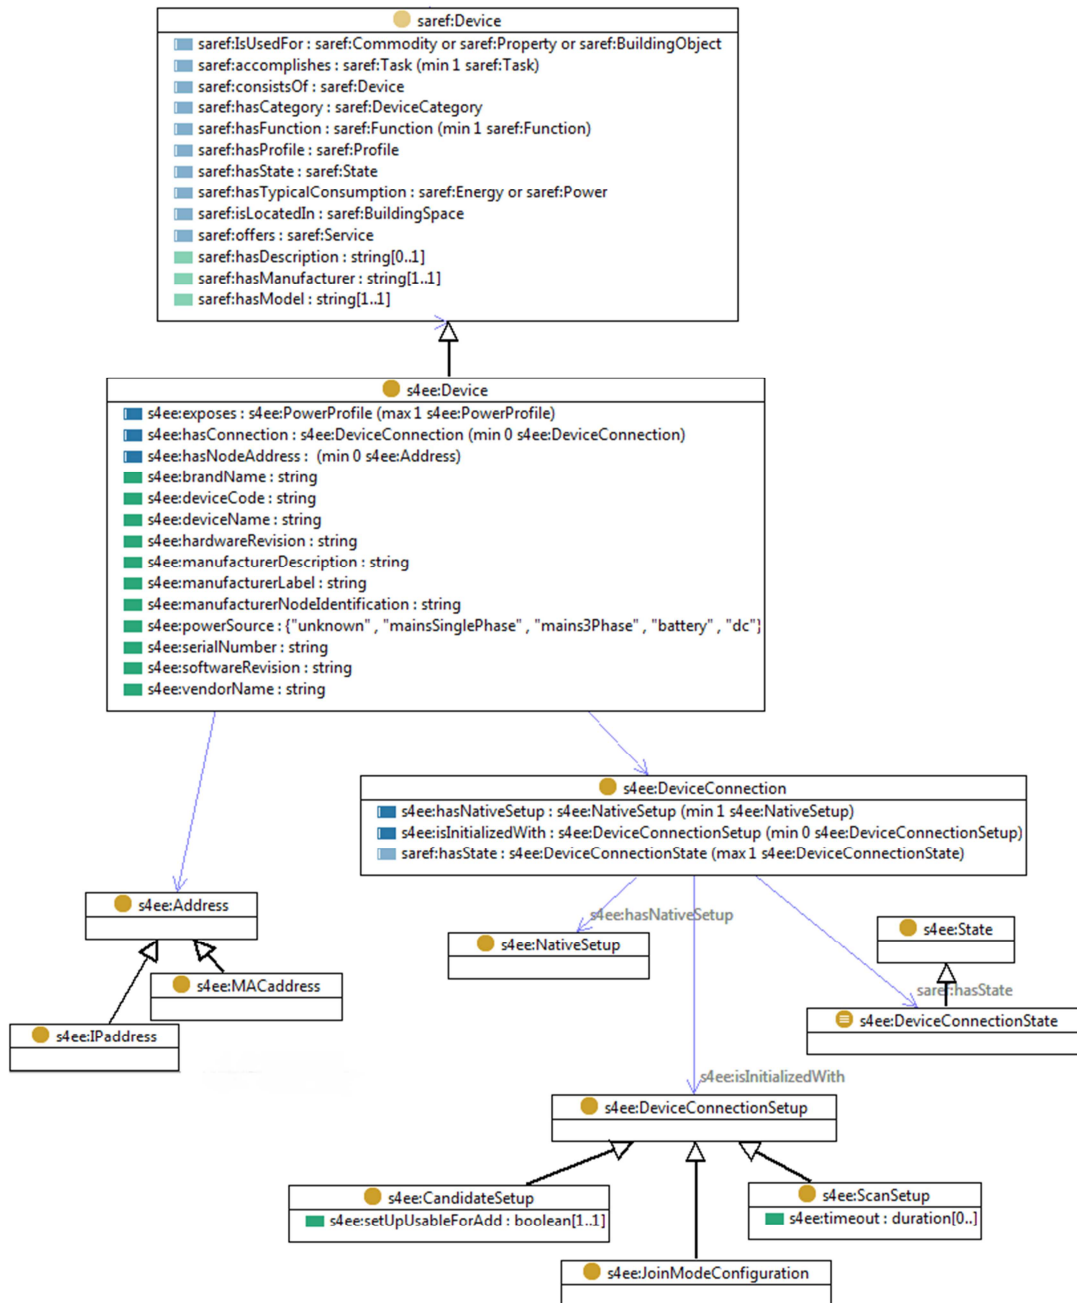 saref:Device
saref:IsUsedFor : saref:Commodity or saref:Property or saref:BuildingObject
saref:accomplishes : saref:Task (min 1 saref:Task)
saref:consistsOf : saref:Device
saref:hasCategory : saref:DeviceCategory
saref:hasFunction : saref:Function (min 1 saref:Function)
saref:hasProfile : saref:Profile
saref:hasState : saref:State
saref:hasTypicalConsumption : saref:Energy or saref:Power
saref:isLocatedIn : saref:BuildingSpace
saref:offers : saref:Service
saref:hasDescription : string[0..1]
saref:hasManufacturer : string[1..1]
saref:hasModel : string[1..1]
s4ee:Device
s4ee:exposes : s4ee:PowerProfile (max 1 s4ee:PowerProfile)
s4ee:hasConnection : s4ee:DeviceConnection (min 0 s4ee:DeviceConnection)
s4ee:hasNodeAddress : (min 0 s4ee:Address)
s4ee:brandName : string
s4ee:deviceCode : string
s4ee:deviceName : string
s4ee:hardwareRevision : string
s4ee:manufacturerDescription : string
s4ee:manufacturerLabel : string
s4ee:manufacturerNodeIdentification : string
s4ee:powerSource : {"unknown" , "mainsSinglePhase" , "mains3Phase" , "battery" , "dc"}
s4ee:serialNumber : string
s4ee:softwareRevision : string
s4ee:vendorName : string
s4ee:DeviceConnection
s4ee:hasNativeSetup : s4ee:NativeSetup (min 1 s4ee:NativeSetup)
s4ee:isInitializedWith : s4ee:DeviceConnectionSetup (min 0 s4ee:DeviceConnectionSetup)
saref:hasState : s4ee:DeviceConnectionState (max 1 s4ee:DeviceConnectionState)
s4ee:Address
s4ee:hasNativeSetup
s4ee:State
s4ee:NativeSetup
s4ee:MACaddress
saref:hasState
s4ee:IPaddress
s4ee:DeviceConnectionState
s4ee:isInitializedWith
s4ee:DeviceConnectionSetup
s4ee:CandidateSetup
s4ee:setUpUsableForAdd : boolean[1..1]
s4ee:ScanSetup
s4ee:timeout : duration[0..]
s4ee:JoinModeConfiguration